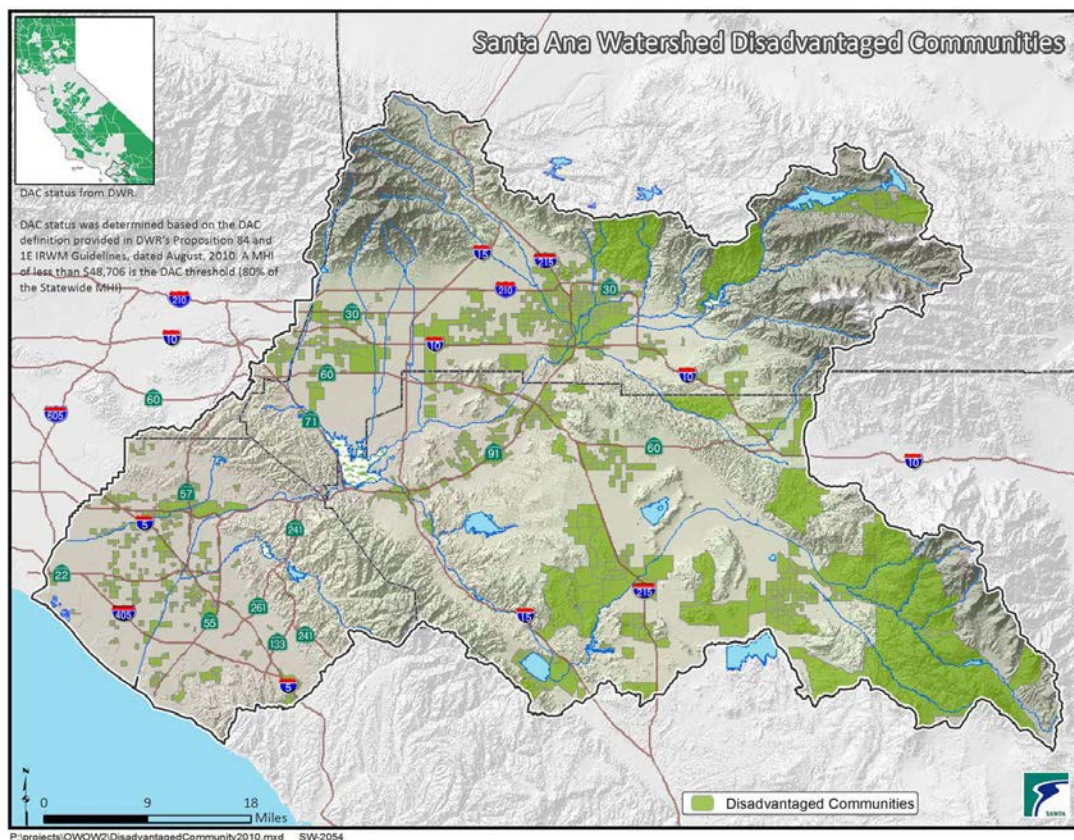 Santa Ana Watershed Disadvantaged Communities
DAC status from DWR.
DAC status was determined based on the DAC
definition provided in DWR's Proposition 84 and
1E IRWM Guidelines, dated August, 2010. A MHI
of less than $48,706 is the DAC threshold (80% of
the Statewide MHI)
15
215
210
30
30
210
10
10
60
10
60
605
71
91
60
10
57
5
241
22
405
55
261
133
241
15
215
5
N
0 9 18
Miles
Disadvantaged Communities
SAWPA
P:\projects\OWOW2\DisadvantagedCommunity2010.mxd SW-2054